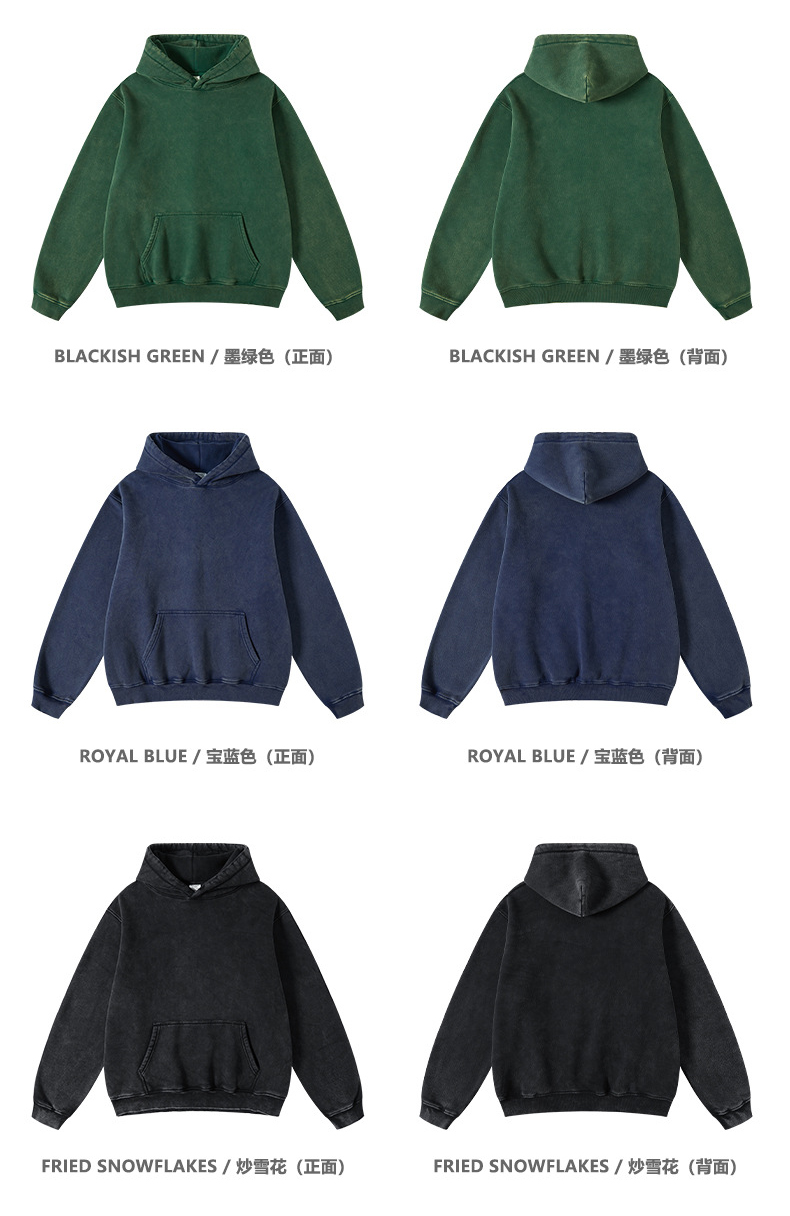 BLACKISH GREEN / 墨绿色（正面）
BLACKISH GREEN / 墨绿色（背面）
ROYAL BLUE / 宝蓝色（正面）
ROYAL BLUE / 宝蓝色（背面）
FRIED SNOWFLAKES / 炒雪花（正面）
FRIED SNOWFLAKES / 炒雪花（背面）